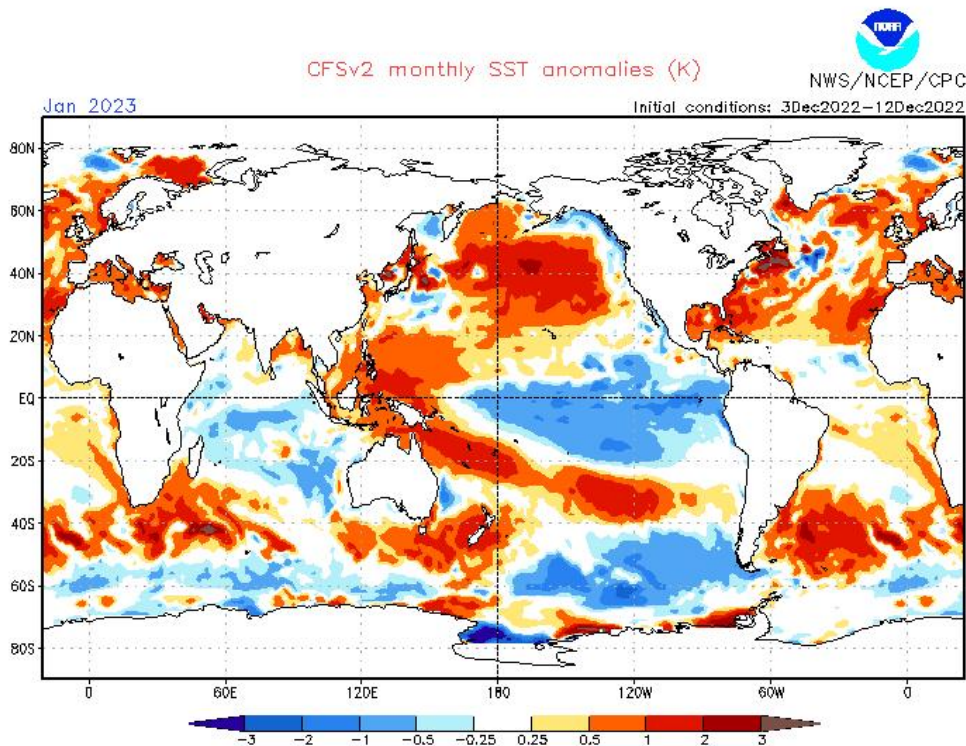 NOAA
CFSv2 monthly SST anomalies (K)
NWS/NCEP/CPC
Jan 2023
Initial conditions: 3Dec2022-12Dec2022
80N
60N
40N
20N
EQ
20S
40S
60S
80S
0 60E 120E 180 120W 60W 0
-3 -2 -1 -0.5 -0.25 0.25 0.5 1 2 3